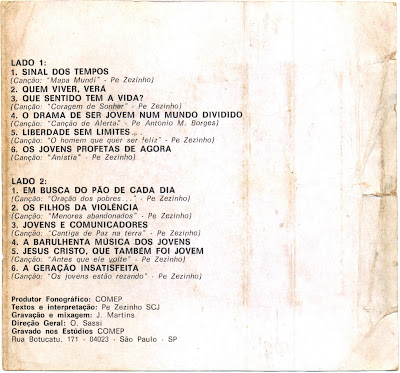 LADO 1:
1. SINAL DOS TEMPOS
(Canção: "Mapa Mundi" - Pe Zezinho)
2. QUEM VIVER, VERÁ
3. QUE SENTIDO TEM A VIDA?
(Canção: "Coragem de Sonhar" - Pe Zezinho)
4. O DRAMA DE SER JOVEM NUM MUNDO DIVIDIDO
(Canção: "Canção de Alerta" - Pe Antônio M. Borges)
5. LIBERDADE SEM LIMITES...
(Canção: "O homem que quer ser feliz" - Pe Zezinho)
6. OS JOVENS PROFETAS DE AGORA
(Canção: "Anistia" - Pe Zezinho)
LADO 2:
1. EM BUSCA DO PÃO DE CADA DIA
(Canção: "Oração dos pobres..." - Pe Zezinho)
2. OS FILHOS DA VIOLÊNCIA
(Canção: "Menores abandonados" - Pe Zezinho)
3. JOVENS E COMUNICADORES
(Canção: "Cantiga de Paz na terra" - Pe Zezinho)
4. A BARULHENTA MÚSICA DOS JOVENS
5. JESUS CRISTO, QUE TAMBÉM FOI JOVEM
(Canção: "Antes que ele volte" - Pe Zezinho)
6. A GERAÇÃO INSATISFEITA
(Canção: "Os jovens estão rezando" - Pe Zezinho)
Produtor Fonográfico: COMEP
Textos e interpretação: Pe Zezinho SCJ
Gravação e mixagem: J. Martins
Direção Geral: O. Sassi
Gravado nos Estúdios COMEP
Rua Botucatu, 171 - 04023 - São Paulo - SP